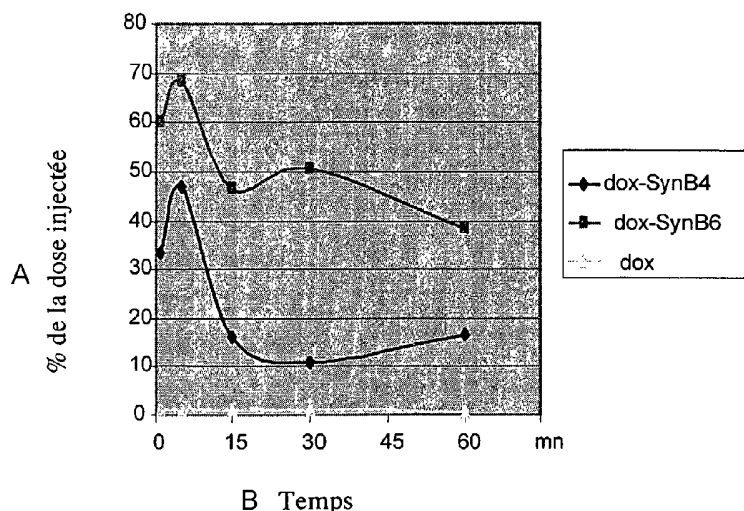 80
70
60
50
40
30
20
10
0
A
% de la dose injectée
0 15 30 45 60 mn
B Temps
dox-SynB4
dox-SynB6
dox